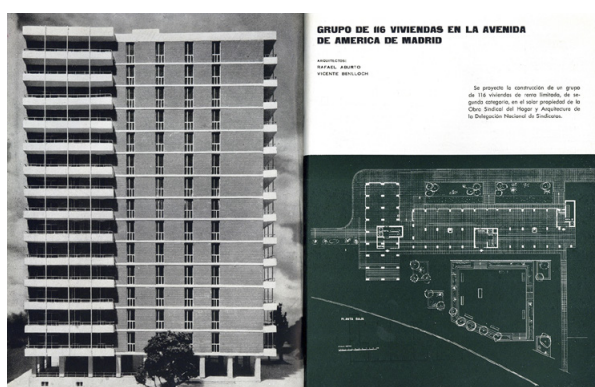 GRUPO DE 116 VIVIENDAS EN LA AVENIDA
DE AMERICA DE MADRID
ARQUITECTOS:
RAFAEL ABURTO
VICENTE BENLLOCH
Se proyecta la construcción de un grupo
de 116 viviendas de renta limitada, de se-
gunda categoría, en el solar propiedad de la
Obra Sindical del Hogar y Arquitectura de
la Delegación Nacional de Sindicatos.
PLANTA BAJA